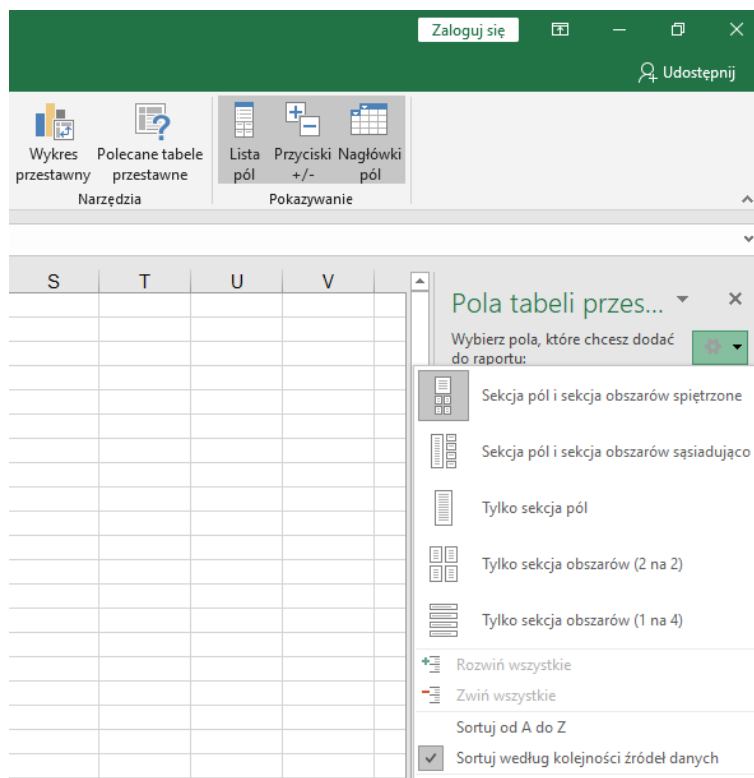 Zaloguj się
Udostępnij
Wykres przestawny
Polecane tabele przestawne
Lista pól
Przyciski +/-
Nagłówki pól
Narzędzia
Pokazywanie
S T U V
Pola tabeli przes...
Wybierz pola, które chcesz dodać
do raportu:
Sekcja pól i sekcja obszarów spiętrzone
Sekcja pól i sekcja obszarów sąsiadująco
Tylko sekcja pól
Tylko sekcja obszarów (2 na 2)
Tylko sekcja obszarów (1 na 4)
Rozwiń wszystkie
Zwiń wszystkie
Sortuj od A do Z
Sortuj według kolejności źródeł danych